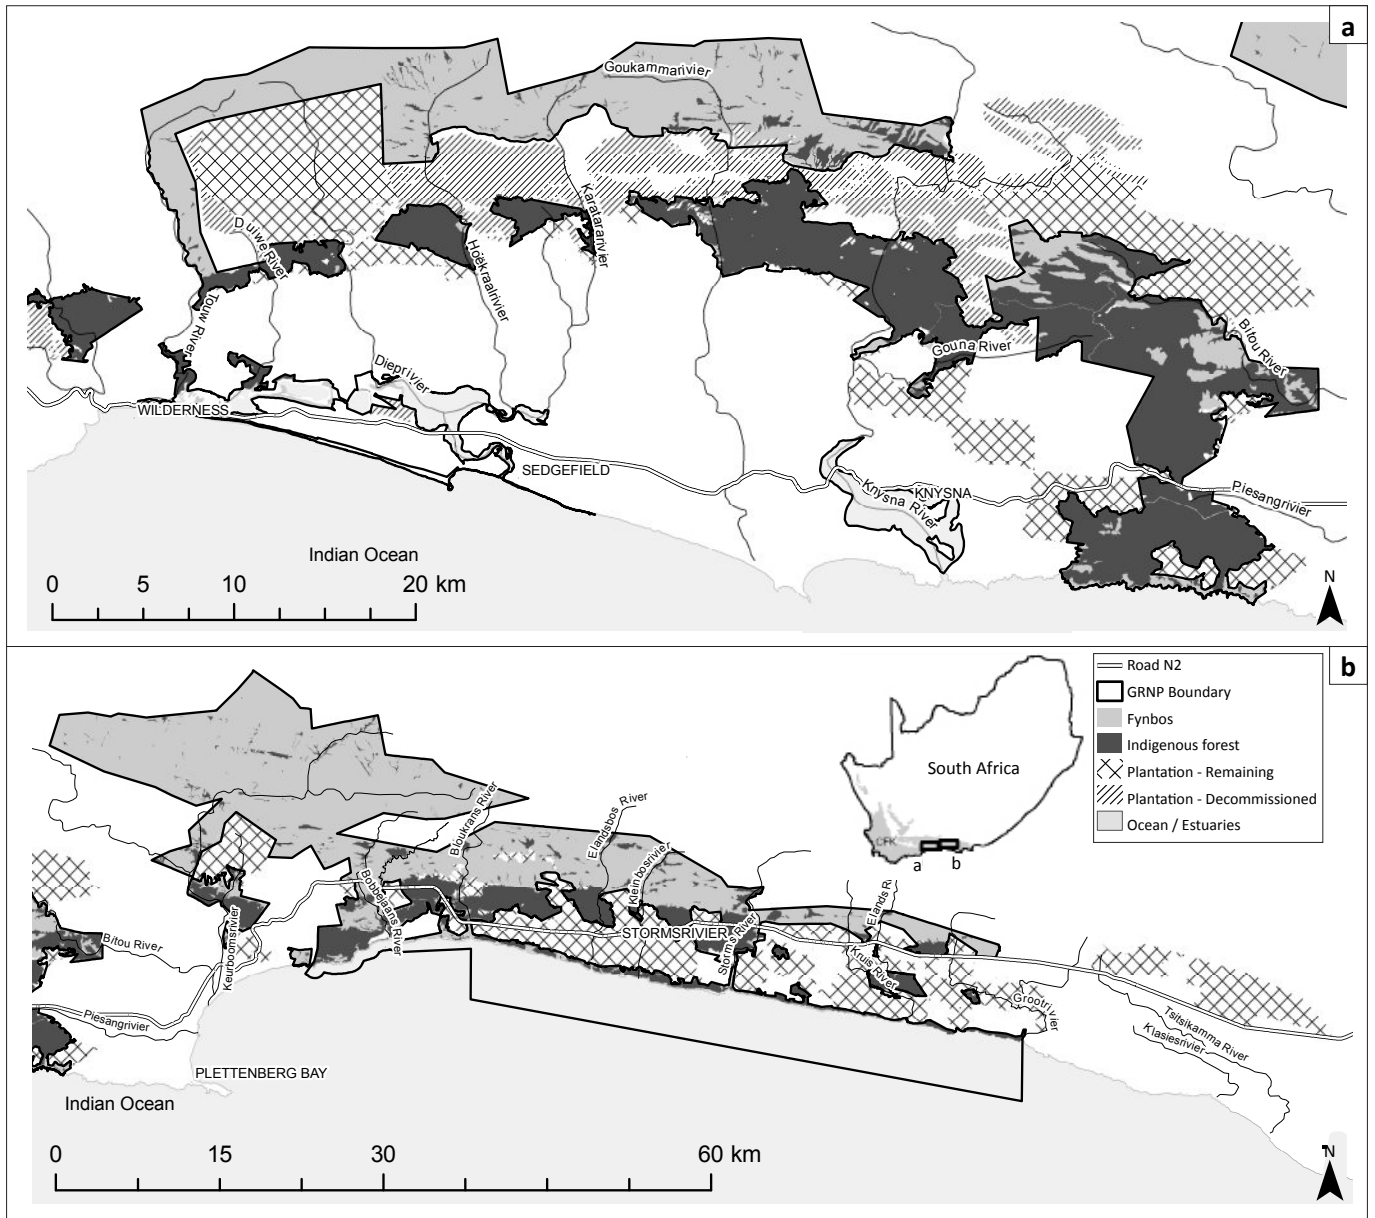 a
Goukammarivier
Karatararivier
Duiwe River
Hoëkraalrivier
Touw River
Gouna River
Bitou River
Dieprivier
WILDERNESS
SEDGEFIELD
KNYSNA
Knysna River
Piesangrivier
Indian Ocean
0 5 10 20 km
N
b
Road N2
GRNP Boundary
Fynbos
Indigenous forest
Plantation - Remaining
Plantation - Decommissioned
Ocean / Estuaries
South Africa
CFK
a b
Bloukrans River
Elandsbos River
Kleinbosrivier
Bobbejaans River
Elands Ri
Keurboomsrivier
Bitou River
STORMSRIVIER
Storms River
Kruis River
Grootrivier
Piesangrivier
Tsitsikamma River
Klasiesrivier
PLETTENBERG BAY
Indian Ocean
0 15 30 60 km
N